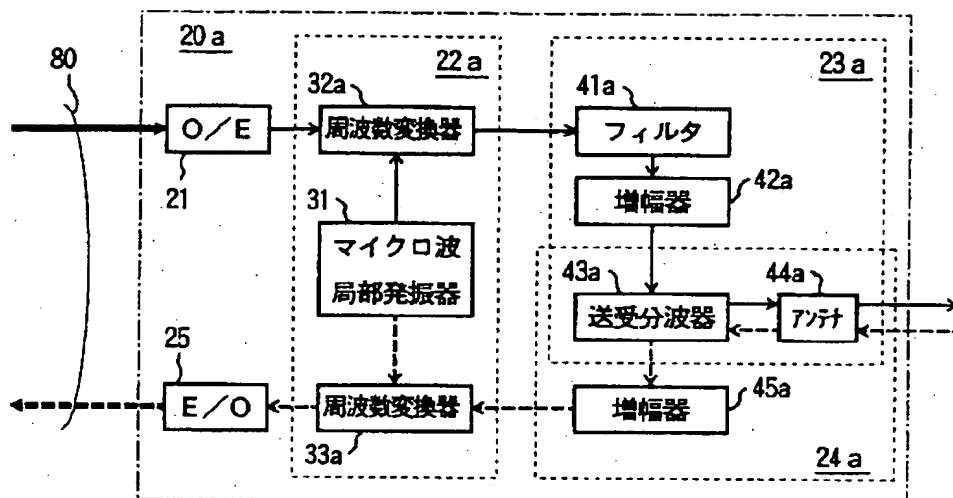 20a
80
22a
23a
32a
41a
O/E
周波数変換器
フィルタ
21
31
42a
増幅器
マイクロ波
局部発振器
43a
44a
送受分波器
アンテナ
25
E/O
周波数変換器
増幅器
45a
33a
24a